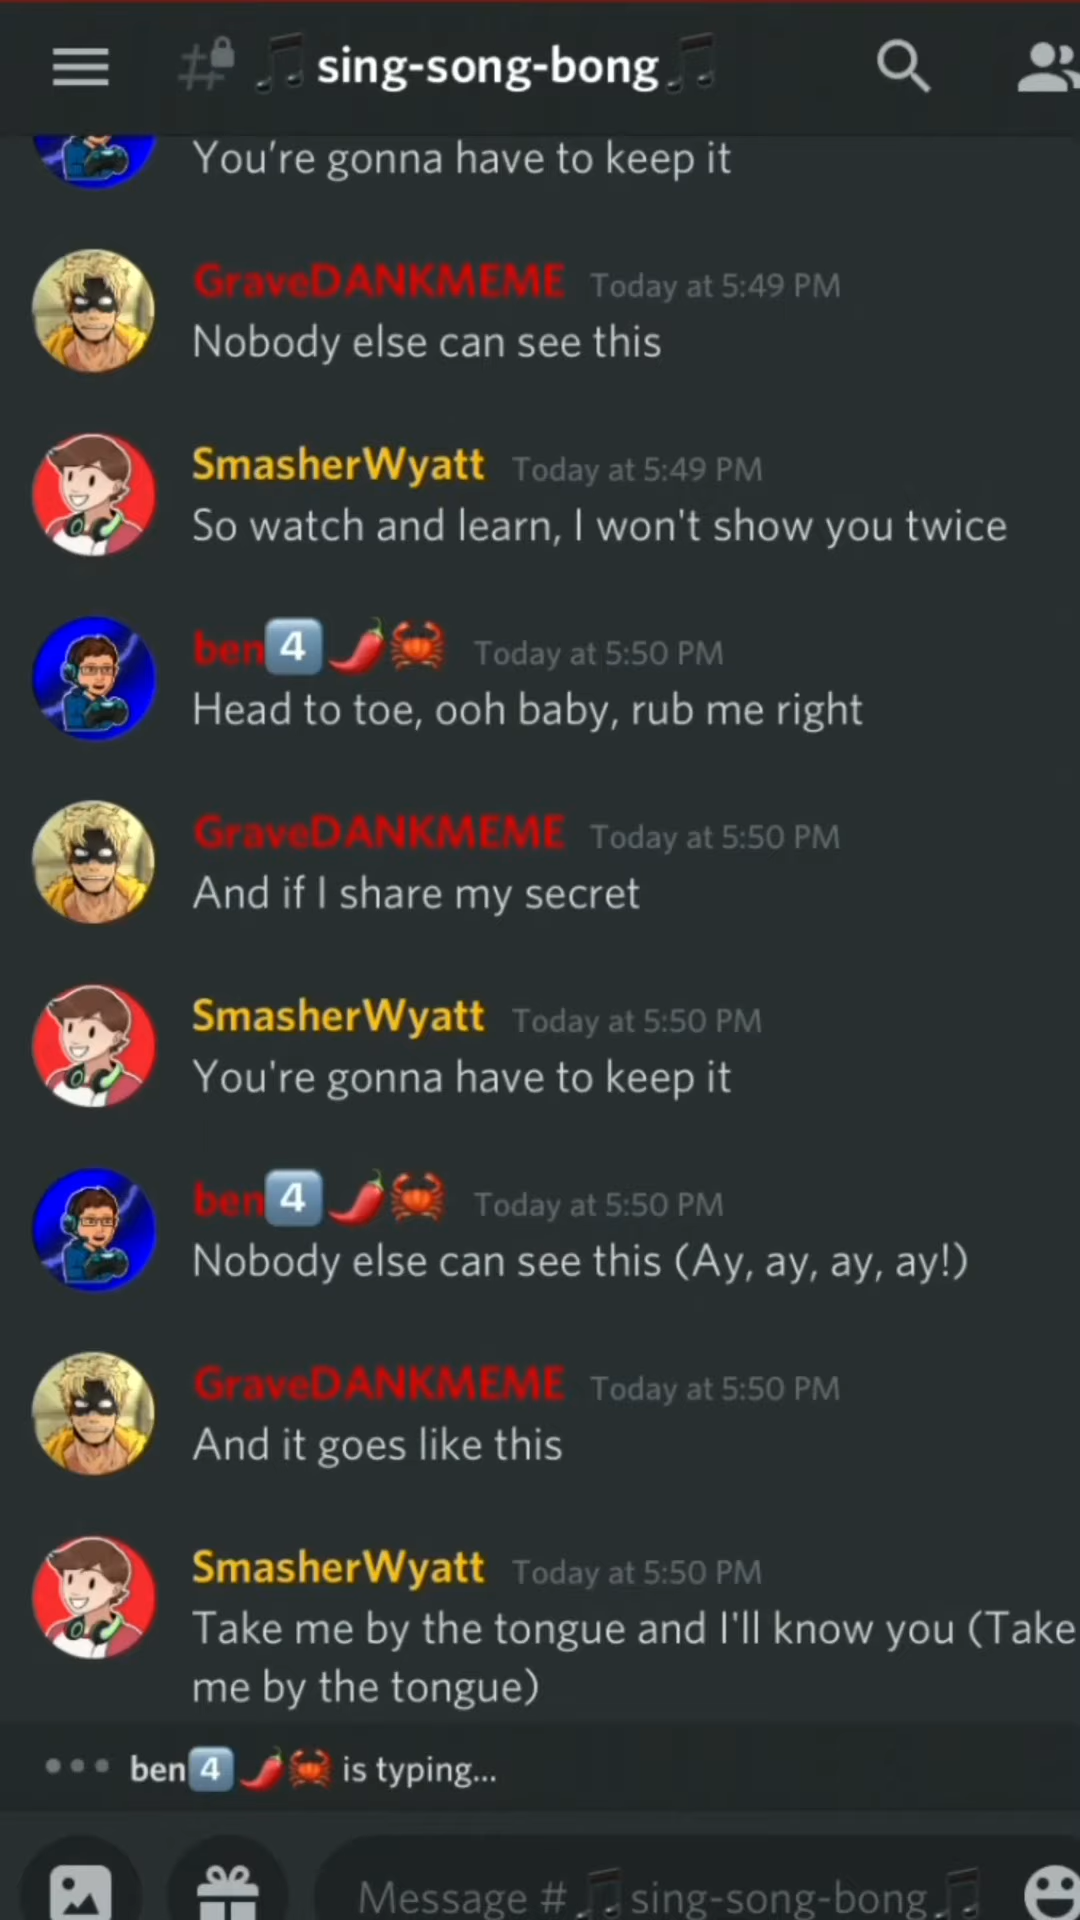 🎵sing-song-bong🎵
You're gonna have to keep it
GraveDANKMEME Today at 5:49 PM
Nobody else can see this
SmasherWyatt Today at 5:49 PM
So watch and learn, I won't show you twice
ben4️⃣🌶️🦀 Today at 5:50 PM
Head to toe, ooh baby, rub me right
GraveDANKMEME Today at 5:50 PM
And if I share my secret
SmasherWyatt Today at 5:50 PM
You're gonna have to keep it
ben4️⃣🌶️🦀 Today at 5:50 PM
Nobody else can see this (Ay, ay, ay, ay!)
GraveDANKMEME Today at 5:50 PM
And it goes like this
SmasherWyatt Today at 5:50 PM
Take me by the tongue and I'll know you (Take
me by the tongue)
ben4️⃣🌶️🦀 is typing...
Message #🎵sing-song-bong🎵